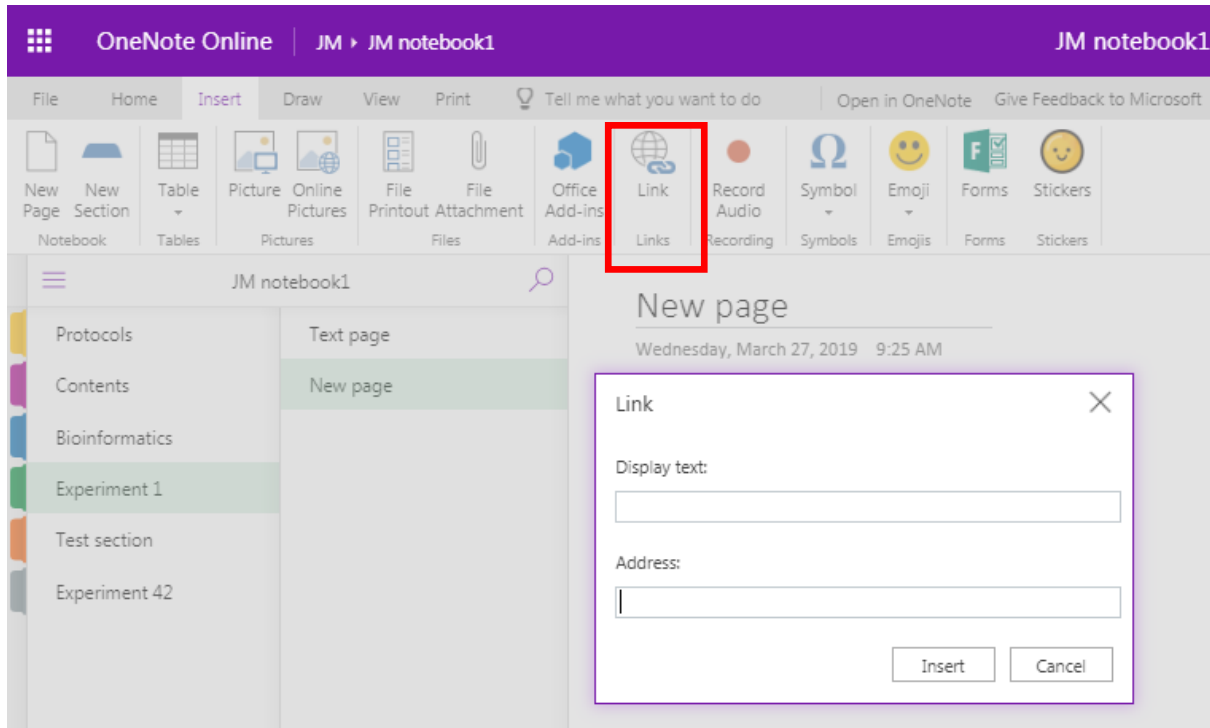 OneNote Online JM › JM notebook1 JM notebook1
File Home Insert Draw View Print Tell me what you want to do Open in OneNote Give Feedback to Microsoft
New Page
New Section
Table
Picture
Online Pictures
File Printout
File Attachment
Office Add-ins
Link
Record Audio
Symbol
Emoji
Forms
Stickers
Notebook Tables Pictures Files Add-ins Links Recording Symbols Emojis Forms Stickers
JM notebook1
Protocols
Contents
Bioinformatics
Experiment 1
Test section
Experiment 42
Text page
New page
New page
Wednesday, March 27, 2019 9:25 AM
Link
Display text:
Address:
Insert Cancel